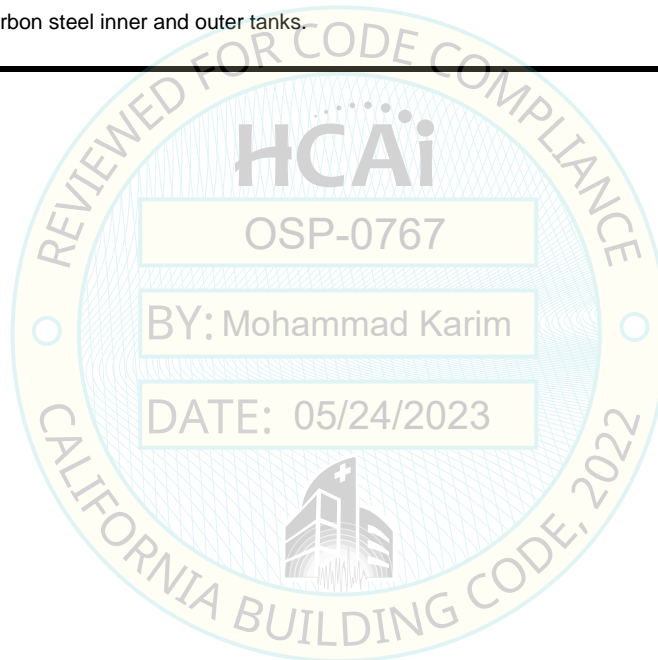 rbon steel inner and outer tanks.
REVIEWED FOR CODE COMPLIANCE
HCAi
OSP-0767
BY: Mohammad Karim
DATE: 05/24/2023
CALIFORNIA BUILDING CODE, 2022